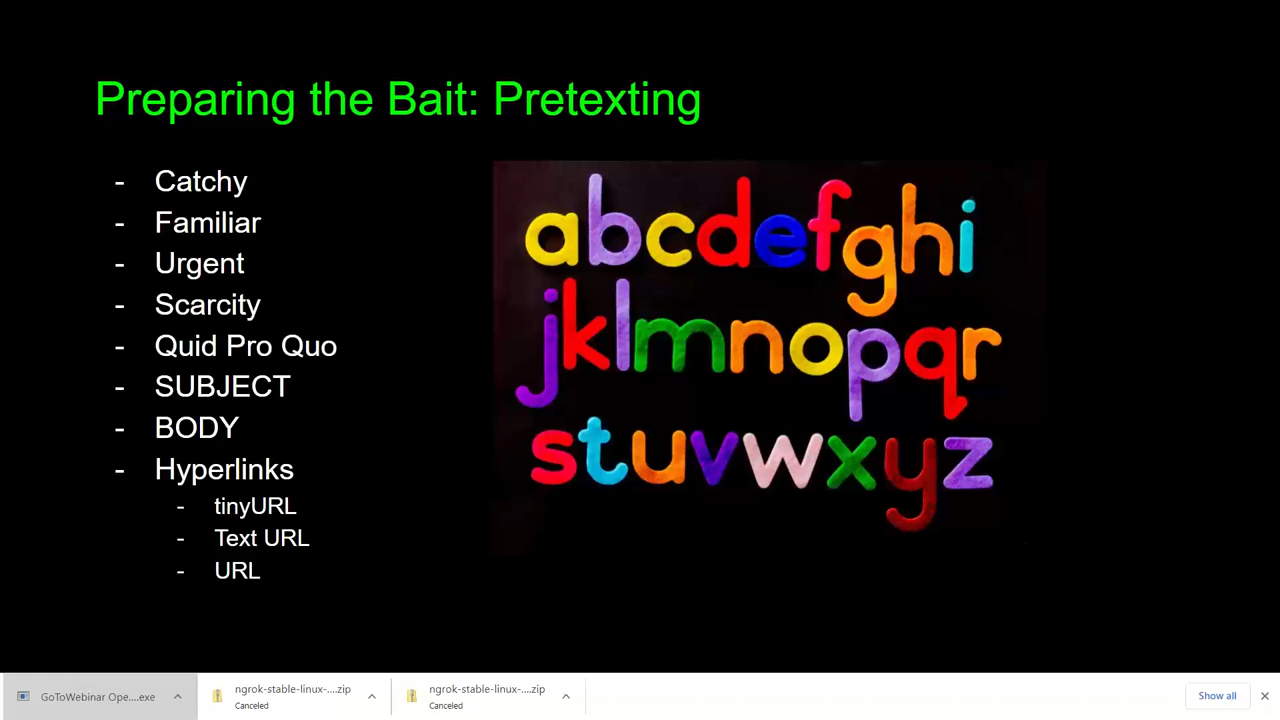 Preparing the Bait: Pretexting
- Catchy
- Familiar
- Urgent
- Scarcity
- Quid Pro Quo
- SUBJECT
- BODY
- Hyperlinks
- tinyURL
- Text URL
- URL
abcdefghi
jklmnopqr
stuvwxyz
GoToWebinar Ope....exe
ngrok-stable-linux-....zip
Canceled
ngrok-stable-linux-....zip
Canceled
Show all